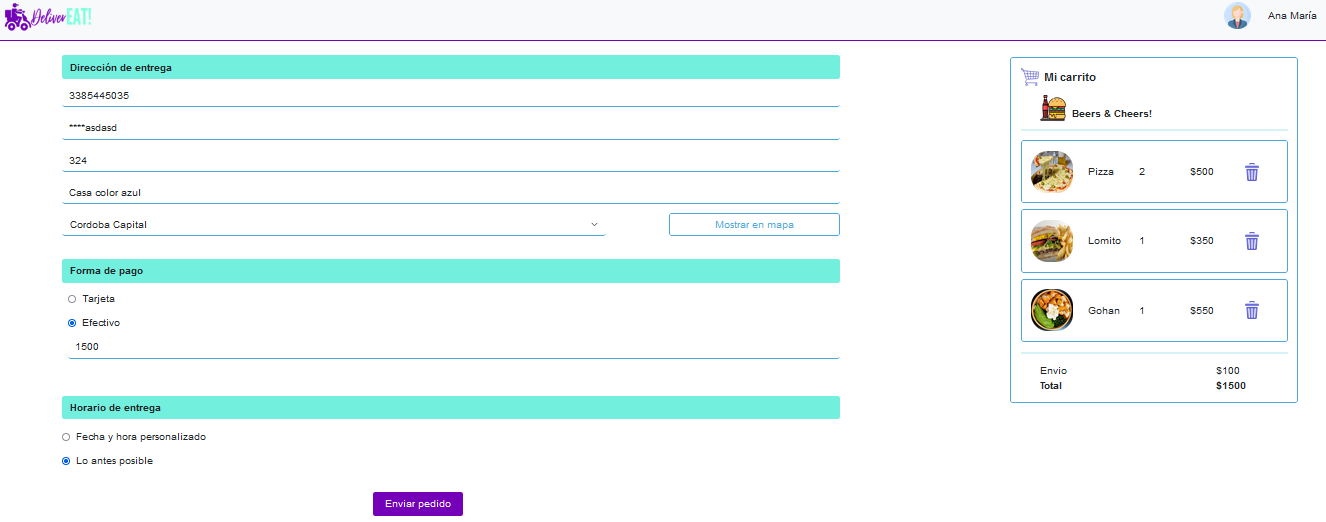 Deliver EAT!
Ana María
Dirección de entrega
3385445035
****asdasd
324
Casa color azul
Cordoba Capital
Mostrar en mapa
Forma de pago
Tarjeta
Efectivo
1500
Horario de entrega
Fecha y hora personalizado
Lo antes posible
Enviar pedido
Mi carrito
Beers & Cheers!
Pizza 2 $500
Lomito 1 $350
Gohan 1 $550
Envio $100
Total $1500